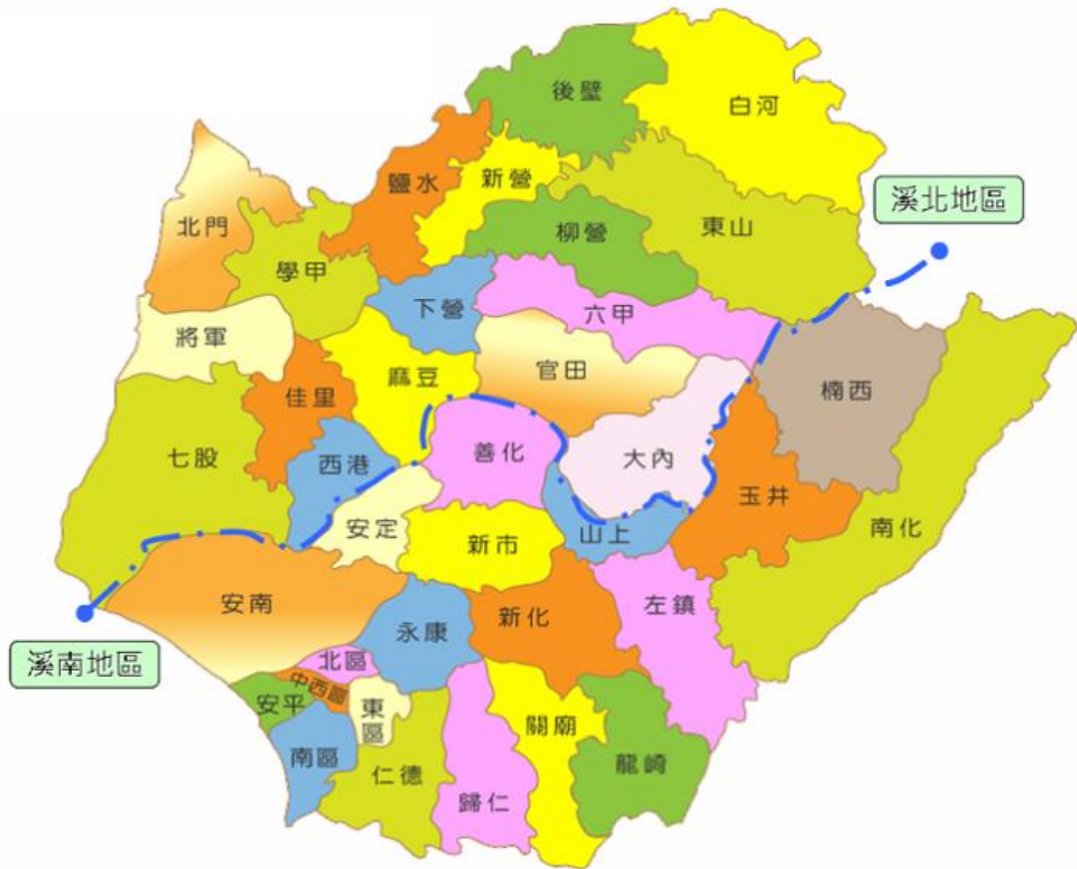 後壁
白河
鹽水
新營
溪北地區
北門
柳營
東山
學甲
下營
六甲
將軍
麻豆
官田
楠西
佳里
七股
西港
善化
大內
玉井
安定
新市
山上
南化
安南
新化
左鎮
永康
溪南地區
北區
中西區
安平
東區
南區
關廟
仁德
龍崎
歸仁